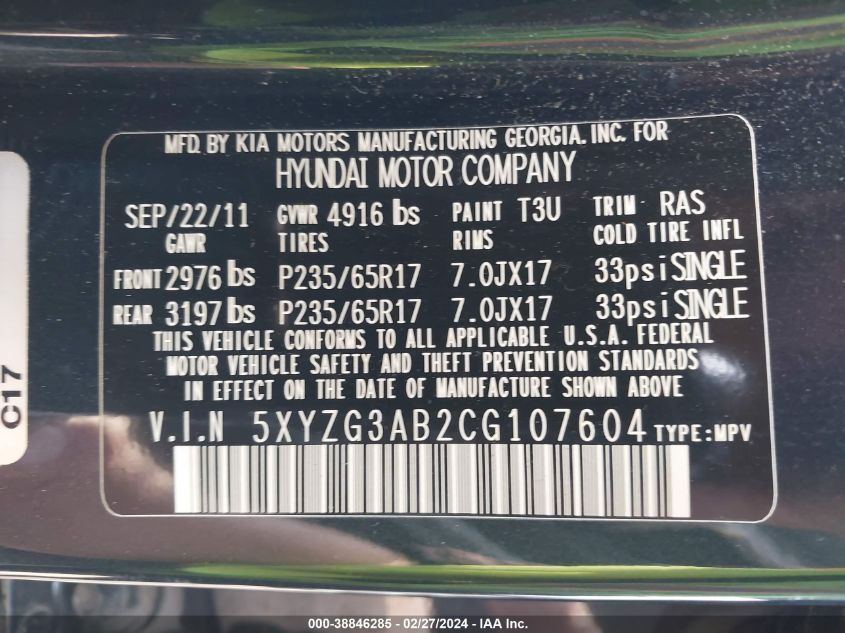 MFD. BY KIA MOTORS MANUFACTURING GEORGIA. INC. FOR
HYUNDAI MOTOR COMPANY
SEP/22/11 GVWR 4916 lbs PAINT T3U TRIM RAS
GAWR TIRES RIMS COLD TIRE INFL
FRONT 2976 lbs P235/65R17 7.0JX17 33psi SINGLE
REAR 3197 lbs P235/65R17 7.0JX17 33psi SINGLE
THIS VEHICLE CONFORMS TO ALL APPLICABLE U.S.A. FEDERAL
MOTOR VEHICLE SAFETY AND THEFT PREVENTION STANDARDS
IN EFFECT ON THE DATE OF MANUFACTURE SHOWN ABOVE
V.I.N 5XYZG3AB2CG107604 TYPE:MPV
C17
000-38846285 - 02/27/2024 - IAA Inc.